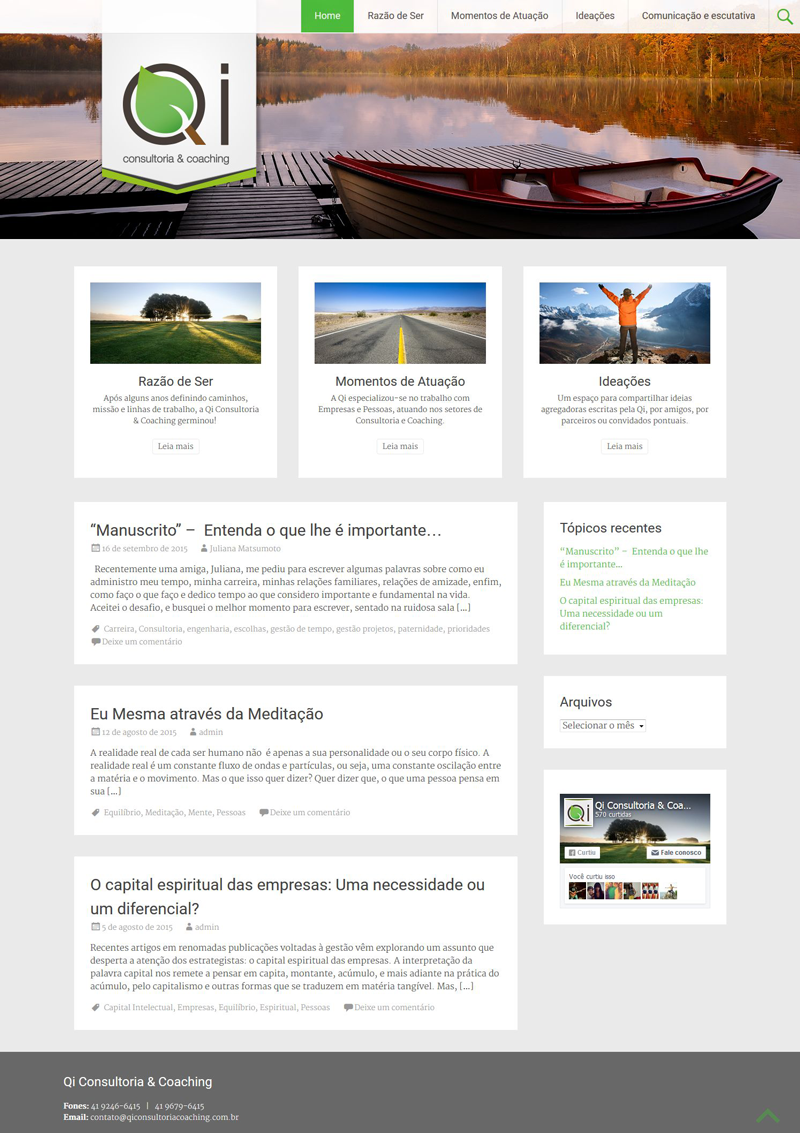 Home
Razão de Ser
Momentos de Atuação
Ideações
Comunicação e escutativa
Qi
consultoria & coaching
Razão de Ser
Após alguns anos definindo caminhos,
missão e linhas de trabalho, a Qi Consultoria
& Coaching germinou!
Leia mais
Momentos de Atuação
A Qi especializou-se no trabalho com
Empresas e Pessoas, atuando nos setores de
Consultoria e Coaching.
Leia mais
Ideações
Um espaço para compartilhar ideias
agregadoras escritas pela Qi, por amigos, por
parceiros ou convidados pontuais.
Leia mais
“Manuscrito” – Entenda o que lhe é importante…
16 de setembro de 2015 Juliana Matsumoto
Recentemente uma amiga, Juliana, me pediu para escrever algumas palavras sobre como eu
administro meu tempo, minha carreira, minhas relações familiares, relações de amizade, enfim,
como faço o que faço e dedico tempo ao que considero importante e fundamental na vida.
Aceitei o desafio, e busquei o melhor momento para escrever, sentado na ruidosa sala […]
Carreira, Consultoria, engenharia, escolhas, gestão de tempo, gestão projetos, paternidade, prioridades
Deixe um comentário
Eu Mesma através da Meditação
12 de agosto de 2015 admin
A realidade real de cada ser humano não é apenas a sua personalidade ou o seu corpo físico. A
realidade real é um constante fluxo de ondas e partículas, ou seja, uma constante oscilação entre
a matéria e o movimento. Mas o que isso quer dizer? Quer dizer que, o que uma pessoa pensa em
sua […]
Equilíbrio, Meditação, Mente, Pessoas Deixe um comentário
O capital espiritual das empresas: Uma necessidade ou
um diferencial?
5 de agosto de 2015 admin
Recentes artigos em renomadas publicações voltadas à gestão vêm explorando um assunto que
desperta a atenção dos estrategistas: o capital espiritual das empresas. A interpretação da
palavra capital nos remete a pensar em capita, montante, acúmulo, e mais adiante na prática do
acúmulo, pelo capitalismo e outras formas que se traduzem em matéria tangível. Mas, […]
Capital Intelectual, Empresas, Equilíbrio, Espiritual, Pessoas Deixe um comentário
Tópicos recentes
“Manuscrito” – Entenda o que lhe
é importante…
Eu Mesma através da Meditação
O capital espiritual das empresas:
Uma necessidade ou um
diferencial?
Arquivos
Selecionar o mês
Qi
Qi Consultoria & Coa...
570 curtidas
Curtiu
Fale conosco
Você curtiu isso
Qi Consultoria & Coaching
Fones: 41 9246-6415 | 41 9679-6415
Email: contato@qiconsultoriacoaching.com.br